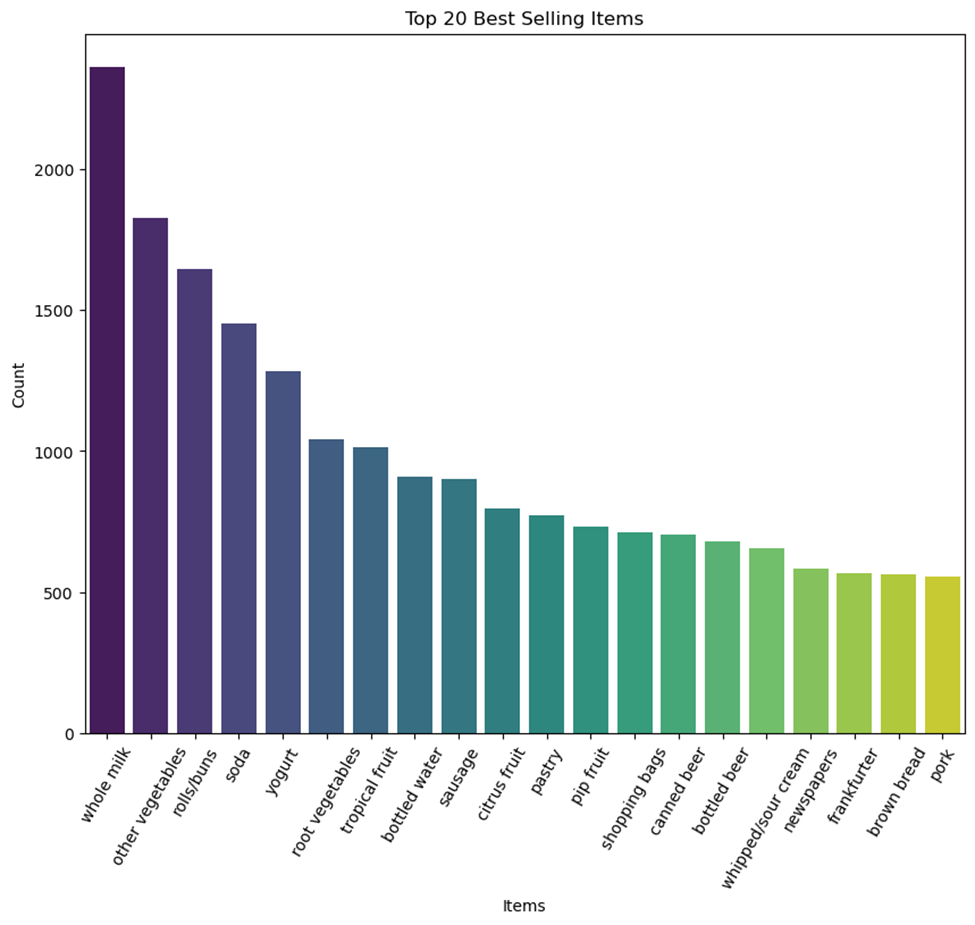 Top 20 Best Selling Items
Count
2000
1500
1000
500
0
whole milk
other vegetables
rolls/buns
soda
yogurt
root vegetables
tropical fruit
bottled water
sausage
citrus fruit
pastry
pip fruit
shopping bags
canned beer
bottled beer
whipped/sour cream
newspapers
frankfurter
brown bread
pork
Items